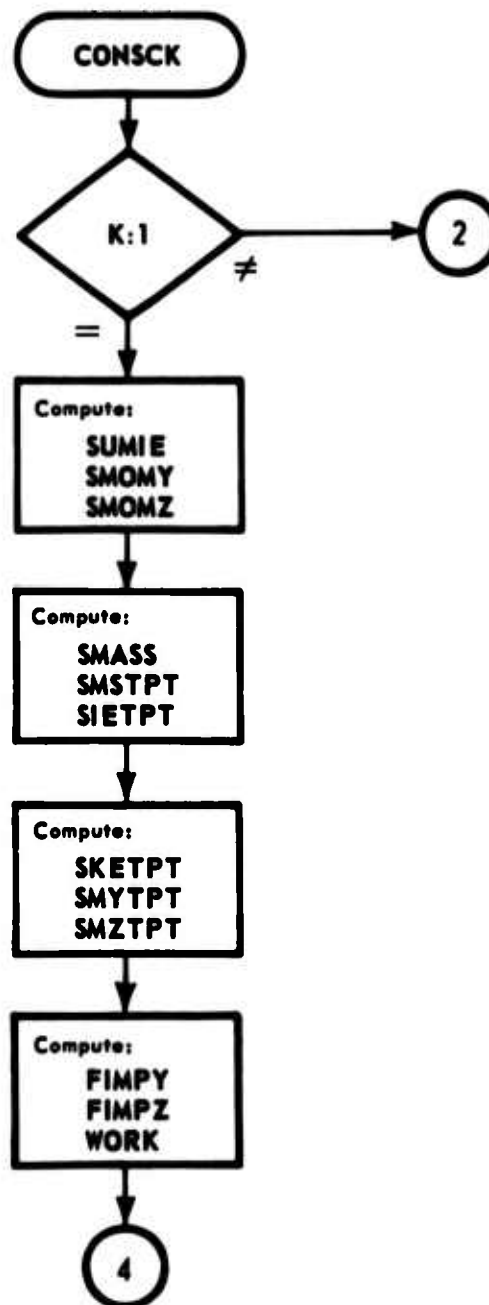 CONSCK
K:1
2
≠
=
Compute:
SUMIE
SMOMY
SMOMZ
Compute:
SMASS
SMSTPT
SIETPT
Compute:
SKETPT
SMYTPT
SMZTPT
Compute:
FIMPY
FIMPZ
WORK
4